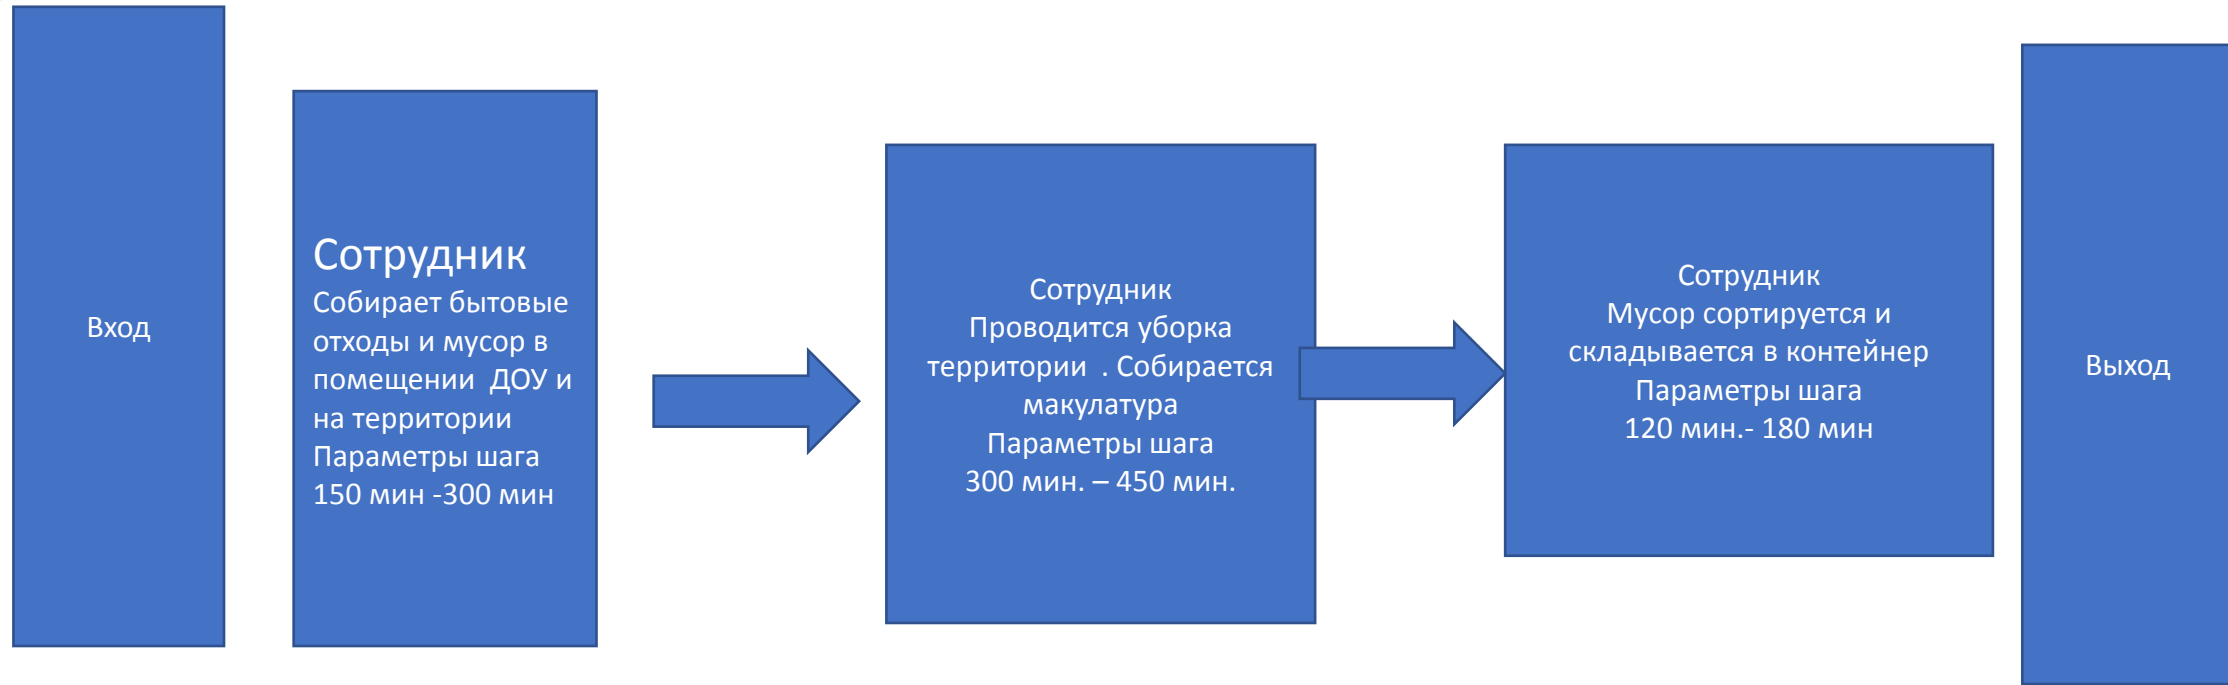 Вход
Сотрудник
Собирает бытовые
отходы и мусор в
помещении ДОУ и
на территории
Параметры шага
150 мин -300 мин
Сотрудник
Проводится уборка
территории . Собирается
макулатура
Параметры шага
300 мин. – 450 мин.
Сотрудник
Мусор сортируется и
складывается в контейнер
Параметры шага
120 мин.- 180 мин
Выход